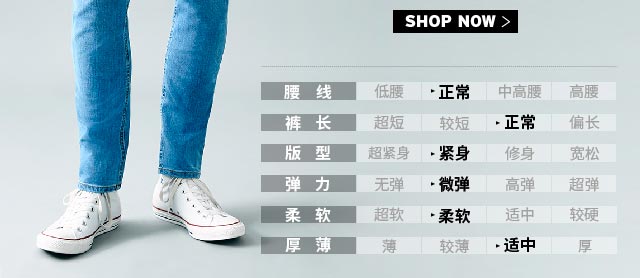 SHOP NOW >
腰 线 低腰 正常 中高腰 高腰
裤 长 超短 较短 正常 偏长
版 型 超紧身 紧身 修身 宽松
弹 力 无弹 微弹 高弹 超弹
柔 软 超软 柔软 适中 较硬
厚 薄 薄 较薄 适中 厚